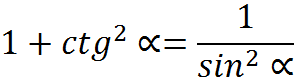 1 + ctg² ∝= 1/sin² ∝